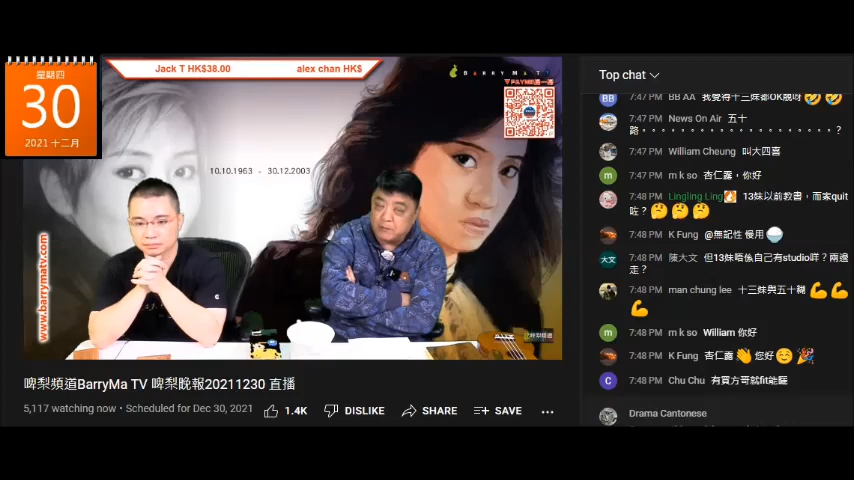 星期四
30
2021 十二月
Jack T HK$38.00
alex chan HK$
BARRYMATV
10.10.1963 - 30.12.2003
www.barrymatv.com
啤梨頻道BarryMa TV 啤梨晚報20211230 直播
5,117 watching now • Scheduled for Dec 30, 2021
1.4K
DISLIKE
SHARE
SAVE
Top chat
BB
7:47 PM BB AA 我覺得十三妹都OK靚呀🤣🤣
7:47 PM News On Air 五十
路。。。。。。。。。。。。。。。。。。。?
7:47 PM William Cheung 叫大四喜
m
7:48 PM m k so 杏仁露，你好
7:48 PM Lingling Ling 13妹以前教書，而家quit
咗？🤔🤔🤔
7:48 PM K Fung @無記性 慢用🍚
大文
7:48 PM 陳大文 但13妹唔係自己有studio咩？兩邊
走？
7:48 PM man chung lee 十三妹與五十糊💪💪
💪
m
7:48 PM m k so William 你好
7:48 PM K Fung 杏仁露👋您好☺🎉
C
7:48 PM Chu Chu 有買方哥就fit能醫
Drama Cantonese